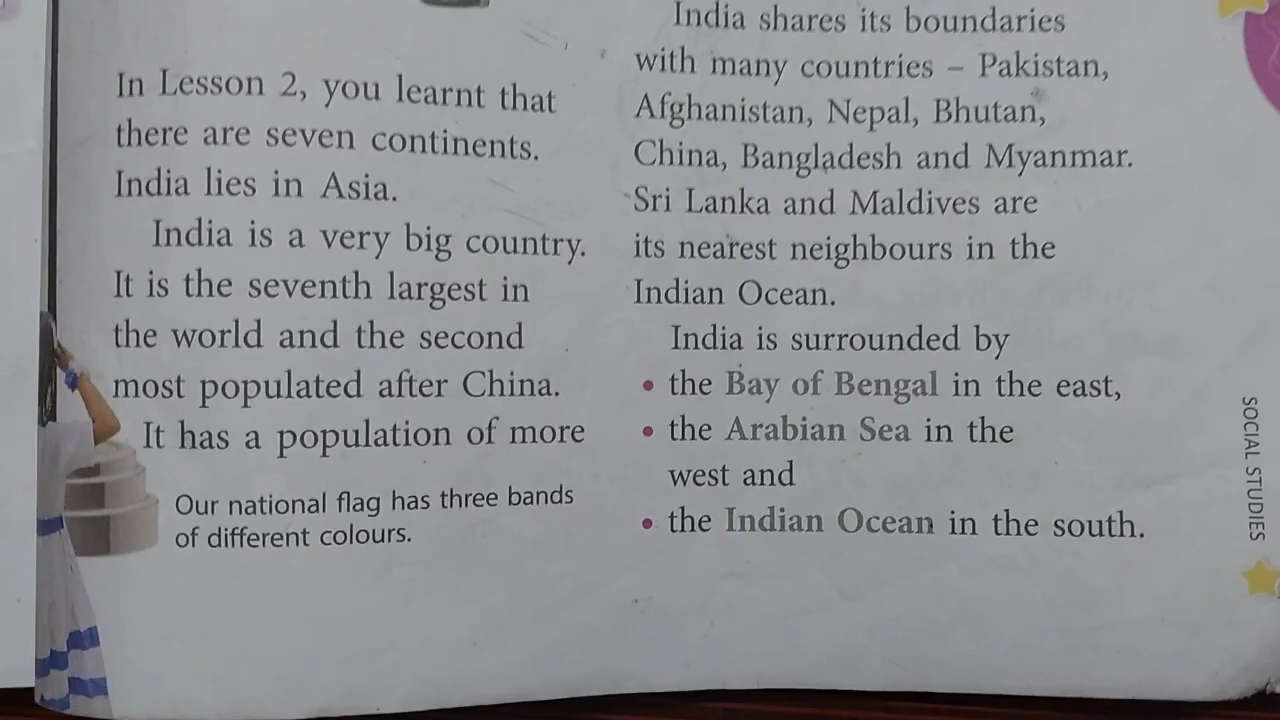 In Lesson 2, you learnt that
there are seven continents.
India lies in Asia.
India is a very big country.
It is the seventh largest in
the world and the second
most populated after China.
It has a population of more
Our national flag has three bands
of different colours.
India shares its boundaries
with many countries – Pakistan,
Afghanistan, Nepal, Bhutan,
China, Bangladesh and Myanmar.
Sri Lanka and Maldives are
its nearest neighbours in the
Indian Ocean.
India is surrounded by
• the Bay of Bengal in the east,
• the Arabian Sea in the
west and
• the Indian Ocean in the south.
SOCIAL STUDIES